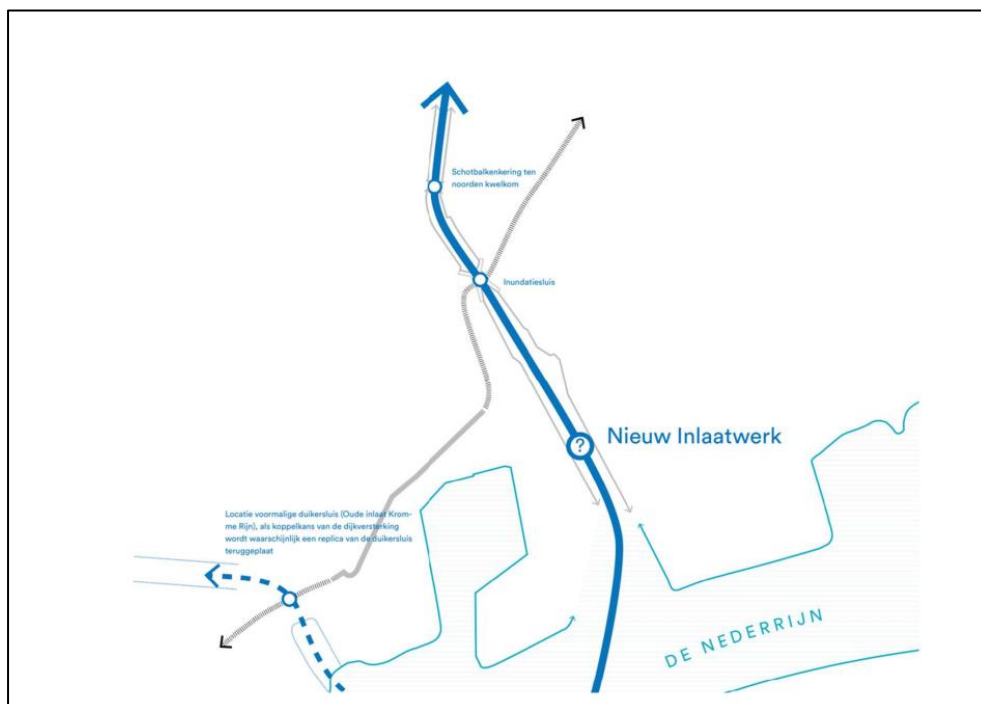 Schotbalkenkering ten
noorden kwelkom
Inundatiesluis
?
Nieuw Inlaatwerk
Locatie voormalige duikersluis (Oude inlaat Krom-
me Rijn), als koppelkans van de dijkversterking
wordt waarschijnlijk een replica van de duikersluis
teruggeplaat
DE NEDERRIJN